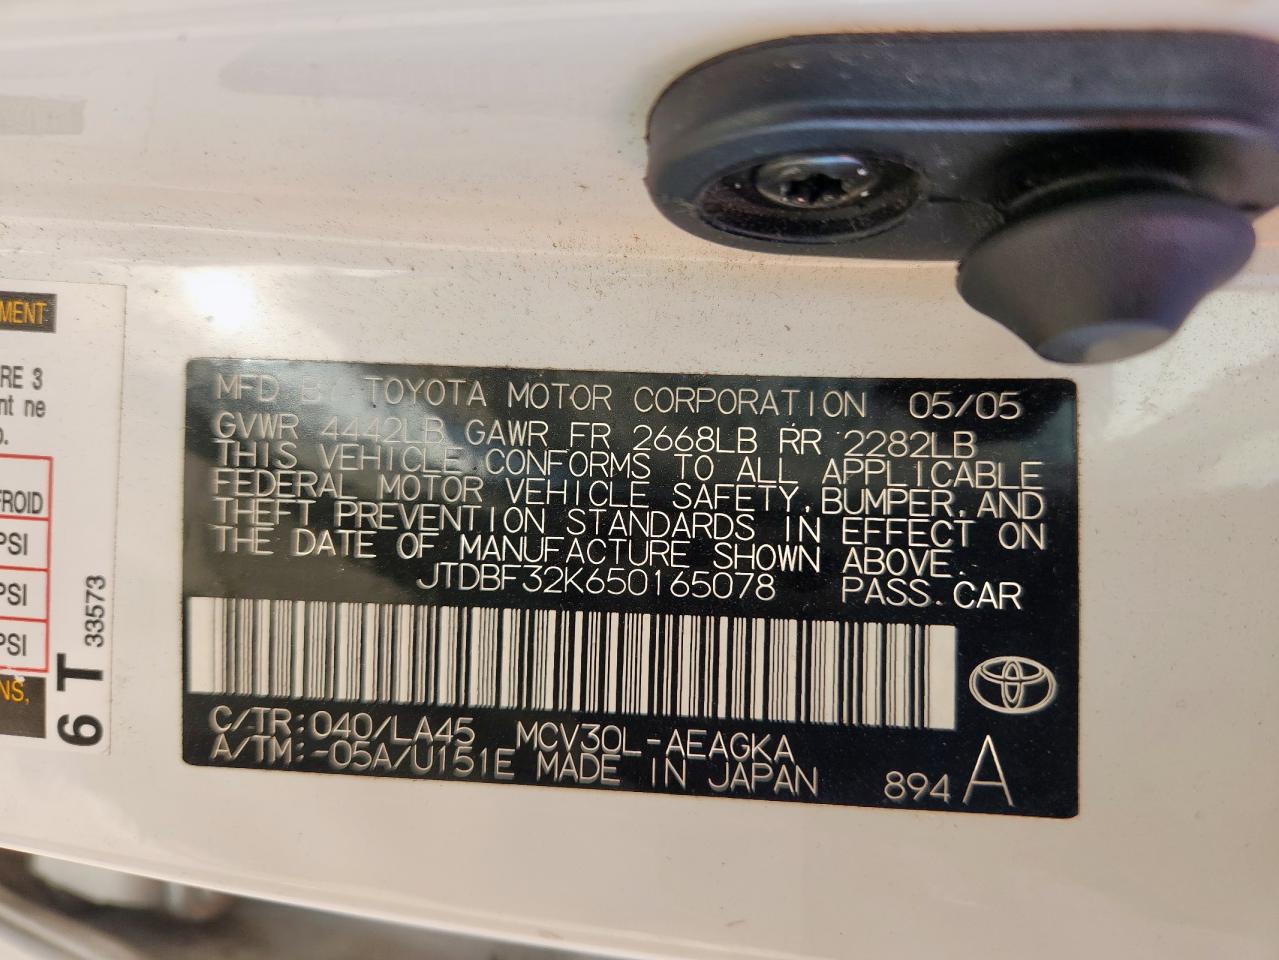 MENT
RE 3
nt ne
o.
FROID
PSI
PSI
PSI
NS,
6 T 33573
MFD BY TOYOTA MOTOR CORPORATION 05/05
GVWR 4442LB GAWR FR 2668LB RR 2282LB
THIS VEHICLE CONFORMS TO ALL APPLICABLE
FEDERAL MOTOR VEHICLE SAFETY, BUMPER, AND
THEFT PREVENTION STANDARDS IN EFFECT ON
THE DATE OF MANUFACTURE SHOWN ABOVE.
JTDBF32K650165078 PASS.CAR
C/TR:040/LA45 MCV30L-AEAGKA
A/TM:-05A/U151E MADE IN JAPAN 894 A